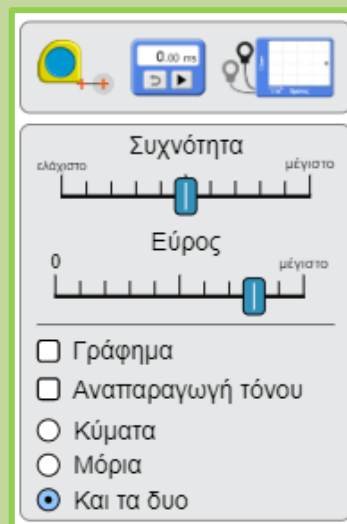 0.00 ms
Συχνότητα
ελάχιστο μέγιστο
Εύρος
0 μέγιστο
Γράφημα
Αναπαραγωγή τόνου
Κύματα
Μόρια
Και τα δυο